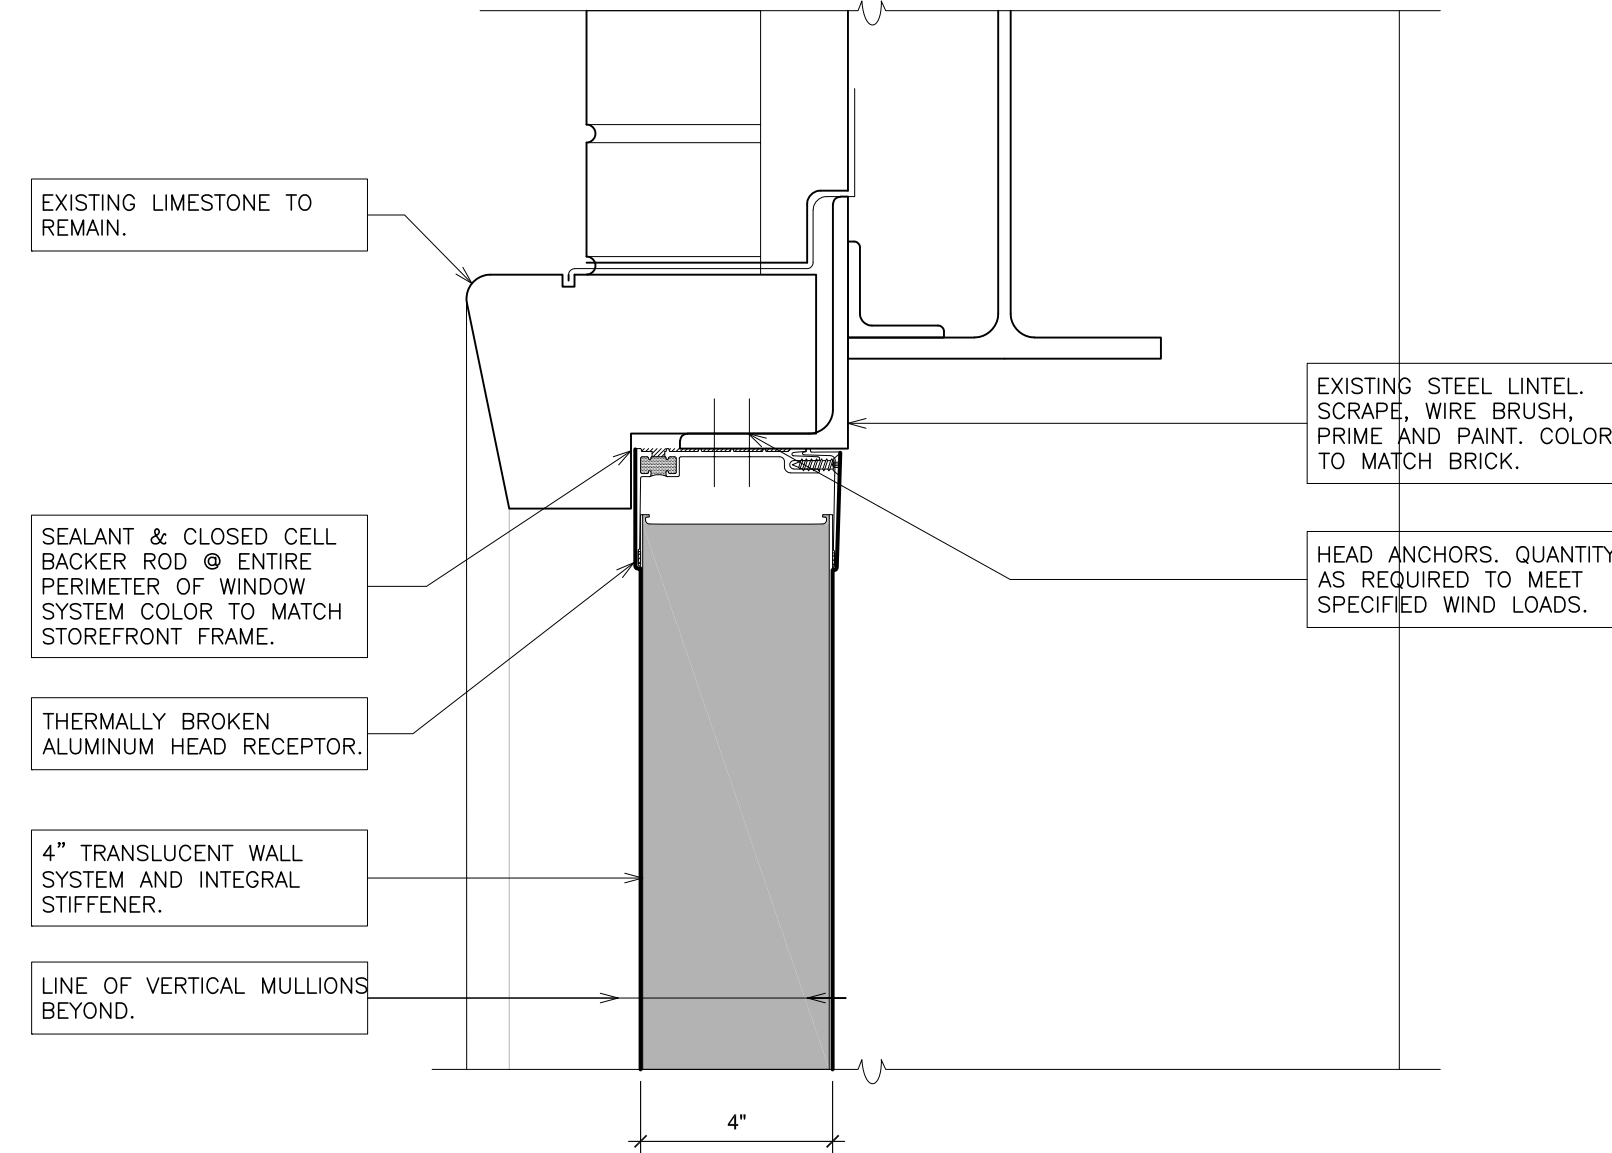 EXISTING LIMESTONE TO
REMAIN.
SEALANT & CLOSED CELL
BACKER ROD @ ENTIRE
PERIMETER OF WINDOW
SYSTEM COLOR TO MATCH
STOREFRONT FRAME.
THERMALLY BROKEN
ALUMINUM HEAD RECEPTOR.
4” TRANSLUCENT WALL
SYSTEM AND INTEGRAL
STIFFENER.
LINE OF VERTICAL MULLIONS
BEYOND.
EXISTING STEEL LINTEL.
SCRAPE, WIRE BRUSH,
PRIME AND PAINT. COLOR
TO MATCH BRICK.
HEAD ANCHORS. QUANTITY
AS REQUIRED TO MEET
SPECIFIED WIND LOADS.
4"